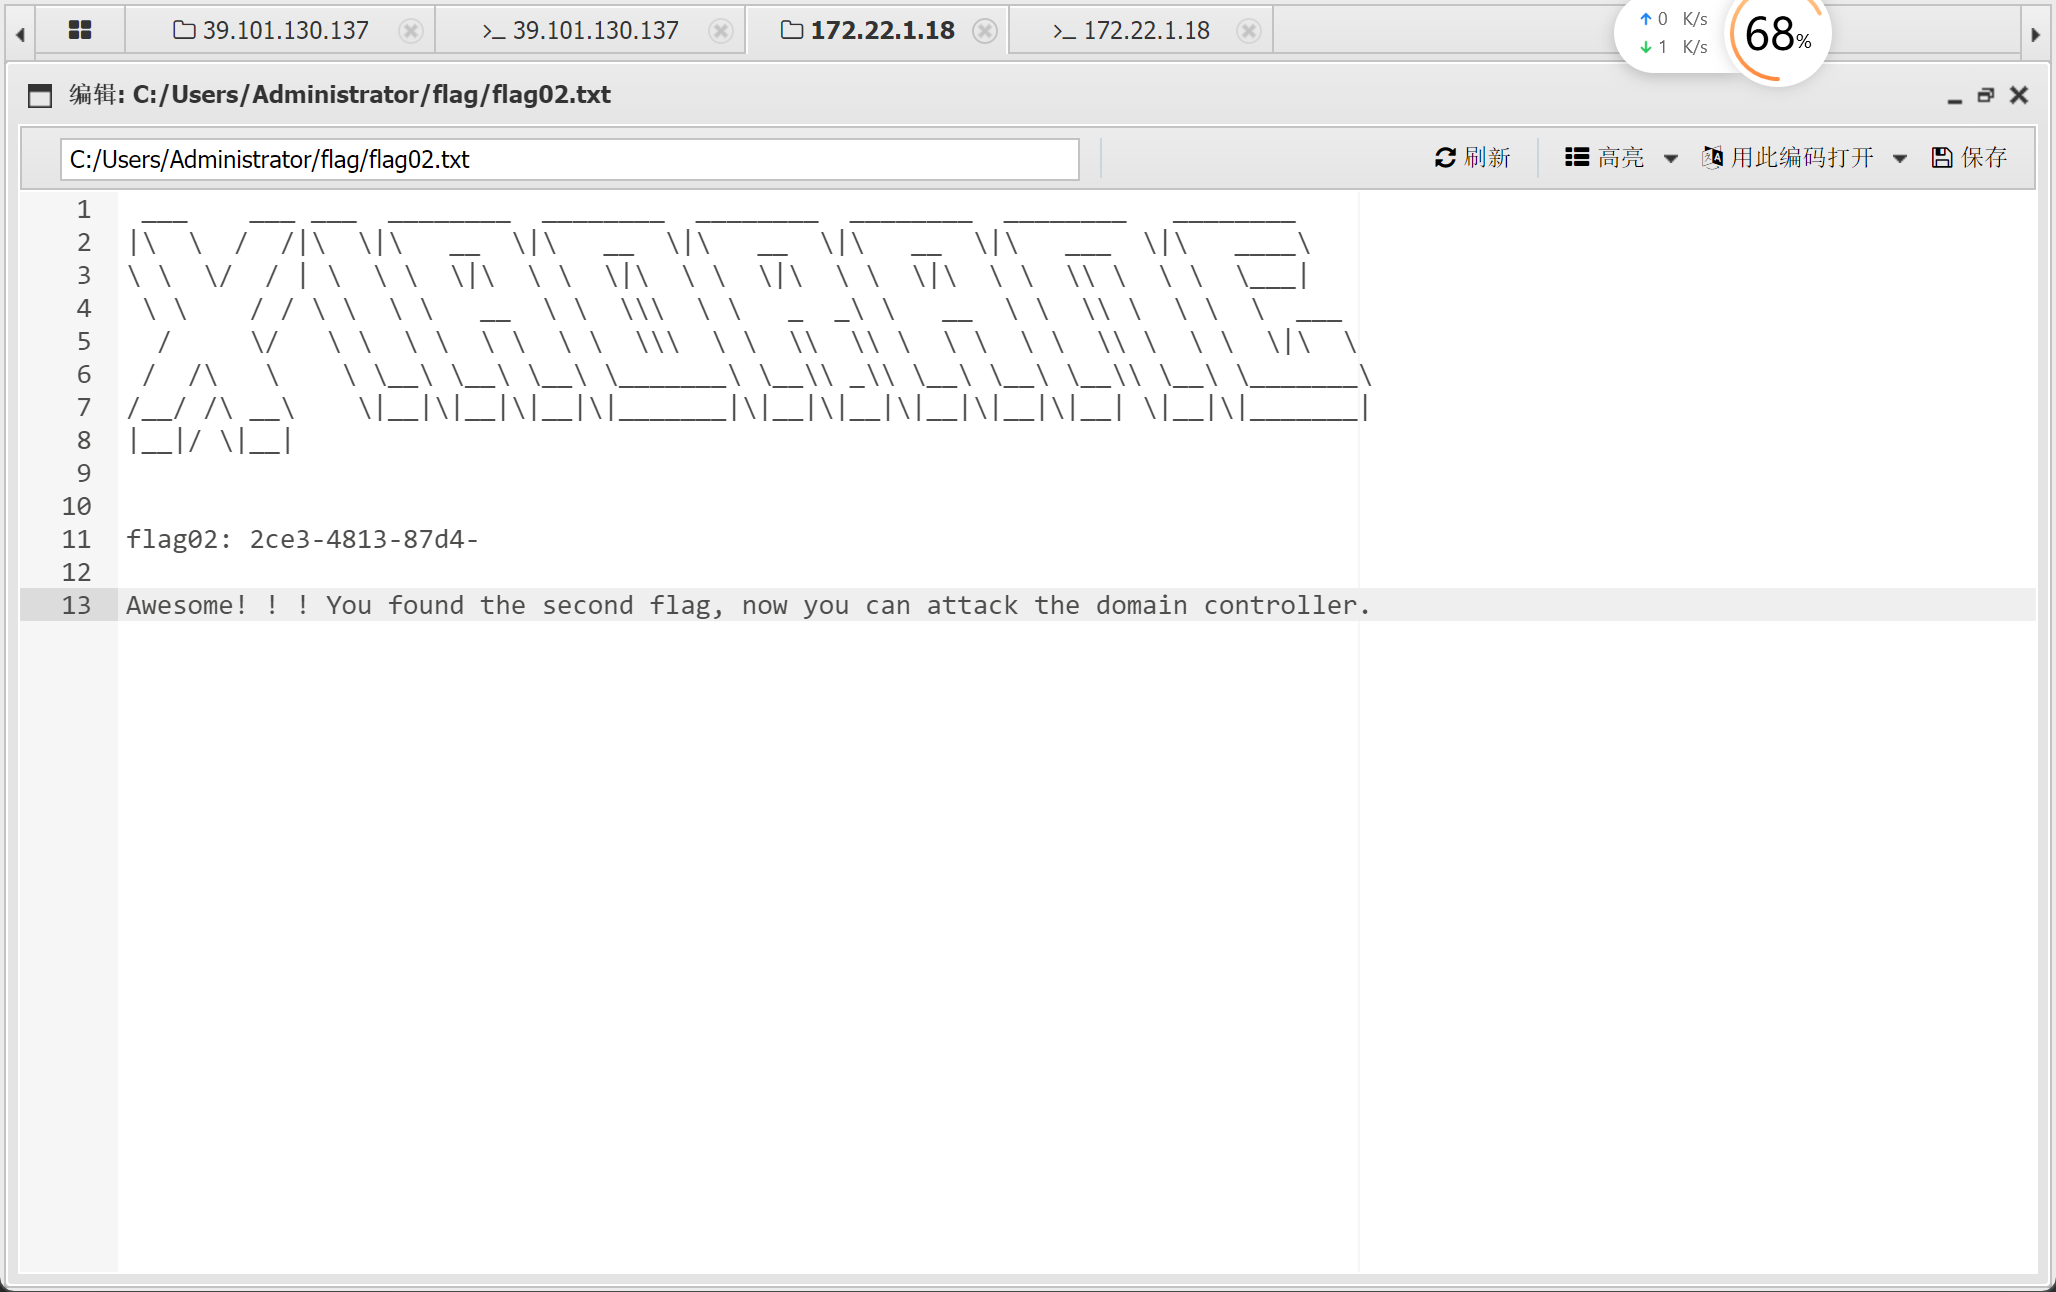 39.101.130.137
>_ 39.101.130.137
172.22.1.18
>_ 172.22.1.18
0 K/s
1 K/s
68%
编辑: C:/Users/Administrator/flag/flag02.txt
C:/Users/Administrator/flag/flag02.txt
刷新
高亮
用此编码打开
保存
1
2
3
4
5
6
7
8
9
10
11 flag02: 2ce3-4813-87d4-
12
13 Awesome! ! ! You found the second flag, now you can attack the domain controller.